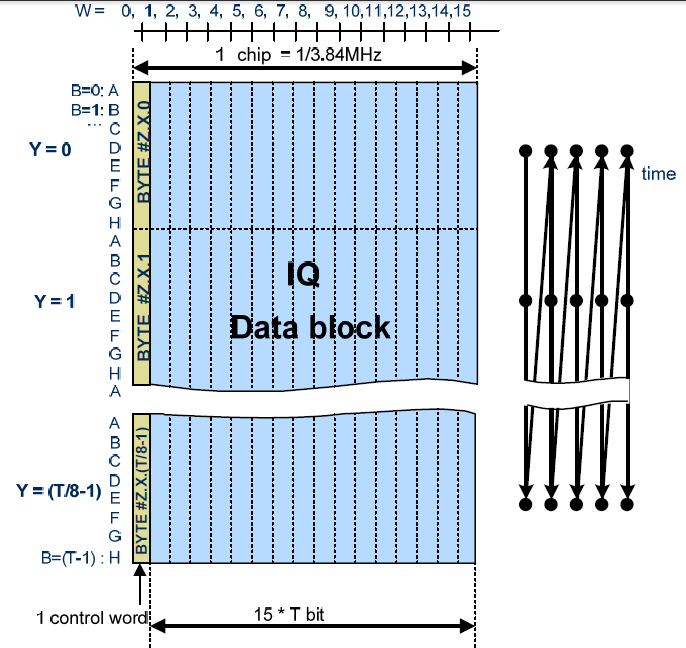 W = 0, 1, 2, 3, 4, 5, 6, 7, 8, 9, 10,11,12,13,14,15
1 chip = 1/3.84MHz
B=0: A
B=1: B
...
C
Y = 0
D
E
F
G
H
BYTE #Z.X.0
A
B
C
D
Y = 1
E
F
G
H
A
BYTE #Z.X.1
IQ
Data block
time
A
B
C
D
Y = (T/8-1)
E
F
G
B=(T-1) : H
BYTE #Z.X.(T/8-1)
1 control word
15 * T bit